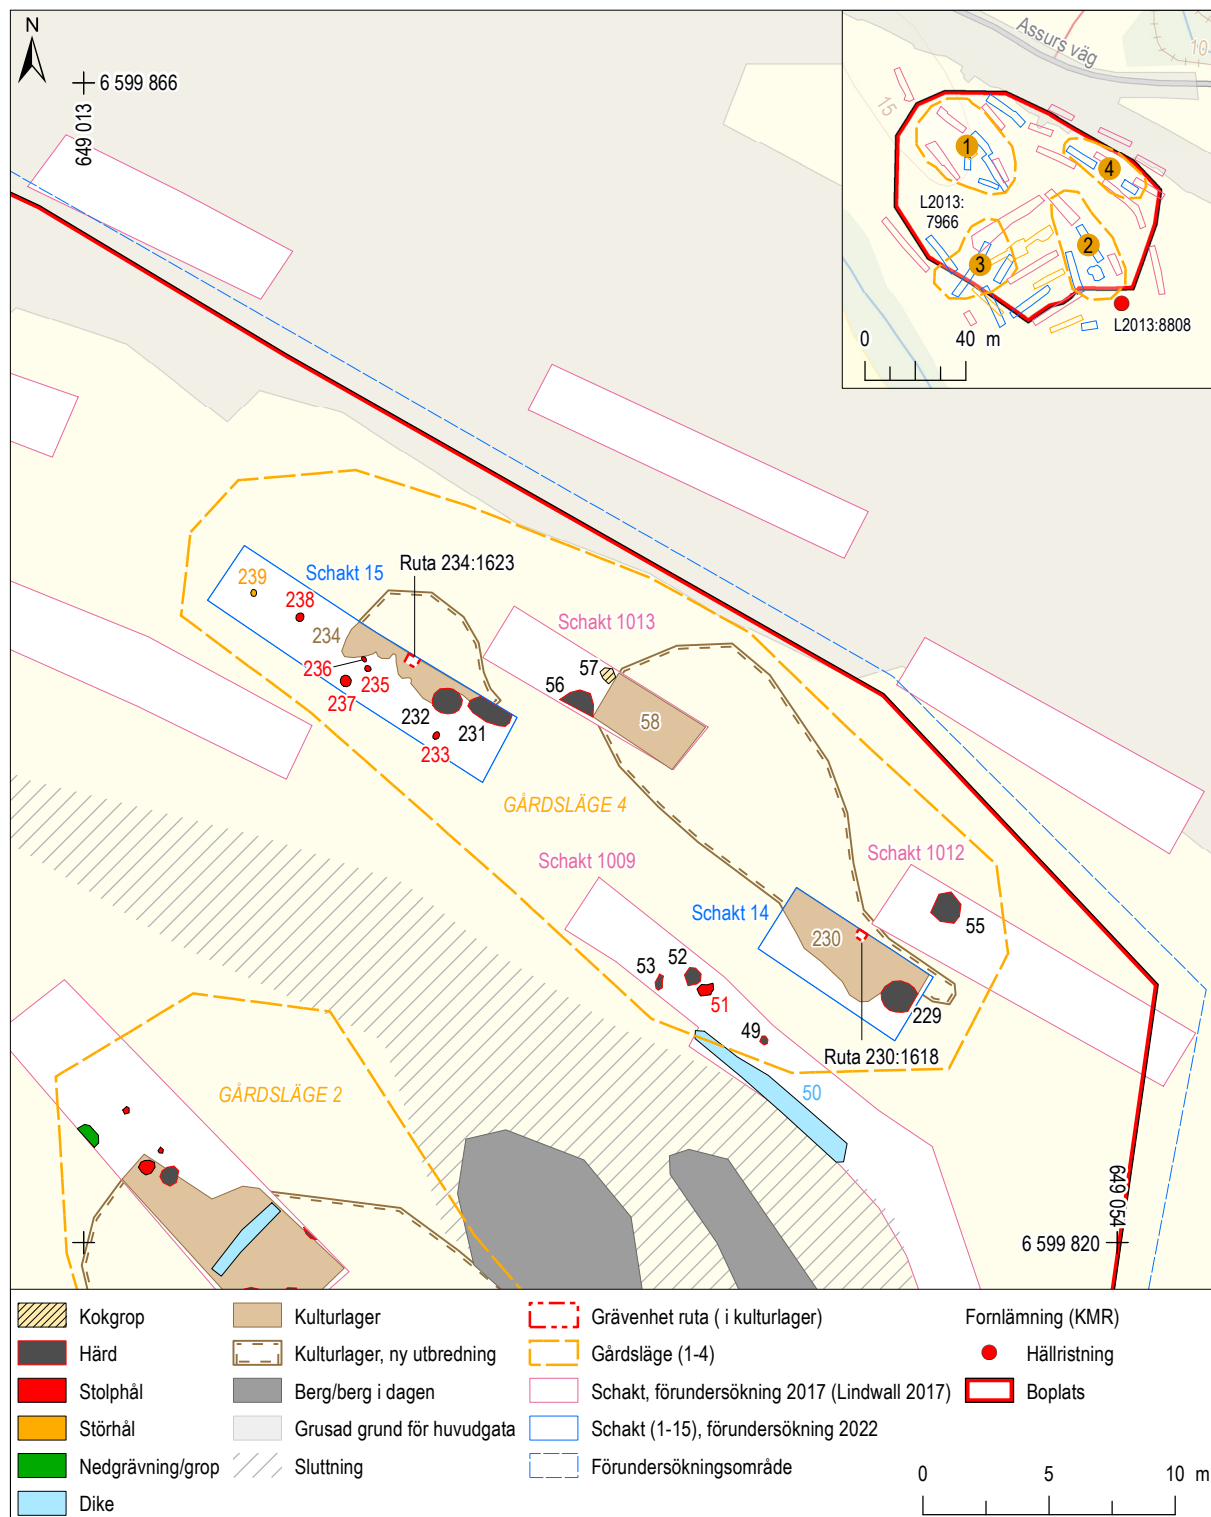 N
6 599 866
649 013
Assurs väg
10
15
1
4
L2013:
7966
2
3
L2013:8808
0 40 m
Schakt 15
Ruta 234:1623
239
238
234
236
235
237
232
231
233
Schakt 1013
57
56
58
GÅRDSLÄGE 4
Schakt 1009
Schakt 1012
Schakt 14
55
230
53
52
51
229
49
Ruta 230:1618
50
GÅRDSLÄGE 2
649 054
6 599 820
Kokgrop
Härd
Stolphål
Störhål
Nedgrävning/grop
Dike
Kulturlager
Kulturlager, ny utbredning
Berg/berg i dagen
Grusad grund för huvudgata
Sluttning
Grävenhet ruta ( i kulturlager)
Gårdsläge (1-4)
Schakt, förundersökning 2017 (Lindwall 2017)
Schakt (1-15), förundersökning 2022
Förundersökningsområde
Fornlämning (KMR)
Hällristning
Boplats
0 5 10 m